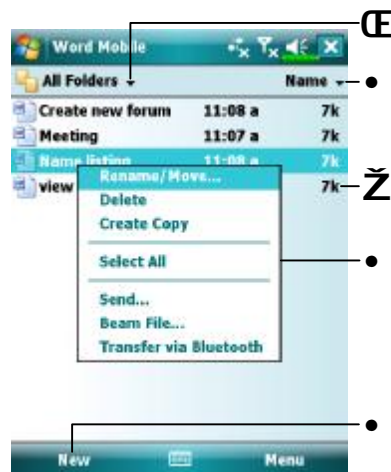 Œ
Word Mobile
All Folders Name •
Create new forum 11:08 a 7k
Meeting 11:07 a 7k
Name listing 11:08 a 7k
view 7k Ž
Rename/Move...
Delete
Create Copy
Select All •
Send...
Beam File...
Transfer via Bluetooth
•
New Menu